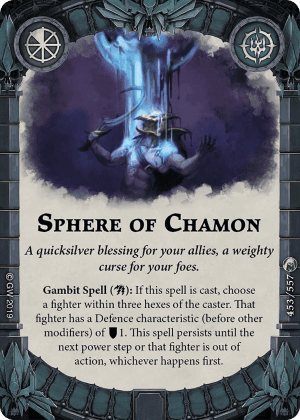 SPHERE OF CHAMON
A quicksilver blessing for your allies, a weighty
curse for your foes.
Gambit Spell (): If this spell is cast, choose
a fighter within three hexes of the caster. That
fighter has a Defence characteristic (before other
modifiers) of 1. This spell persists until the
next power step or that fighter is out of
action, whichever happens first.
© GW 2019
453/557